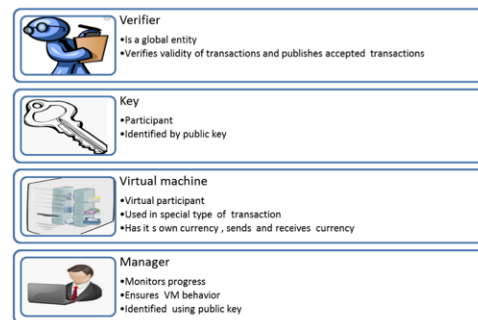 Verifier
•Is a global entity
•Verifies validity of transactions and publishes accepted transactions
Key
•Participant
•Identified by public key
Virtual machine
•Virtual participant
•Used in special type of transaction
•Has it s own currency , sends and receives currency
Manager
•Monitors progress
•Ensures VM behavior
•Identified using public key